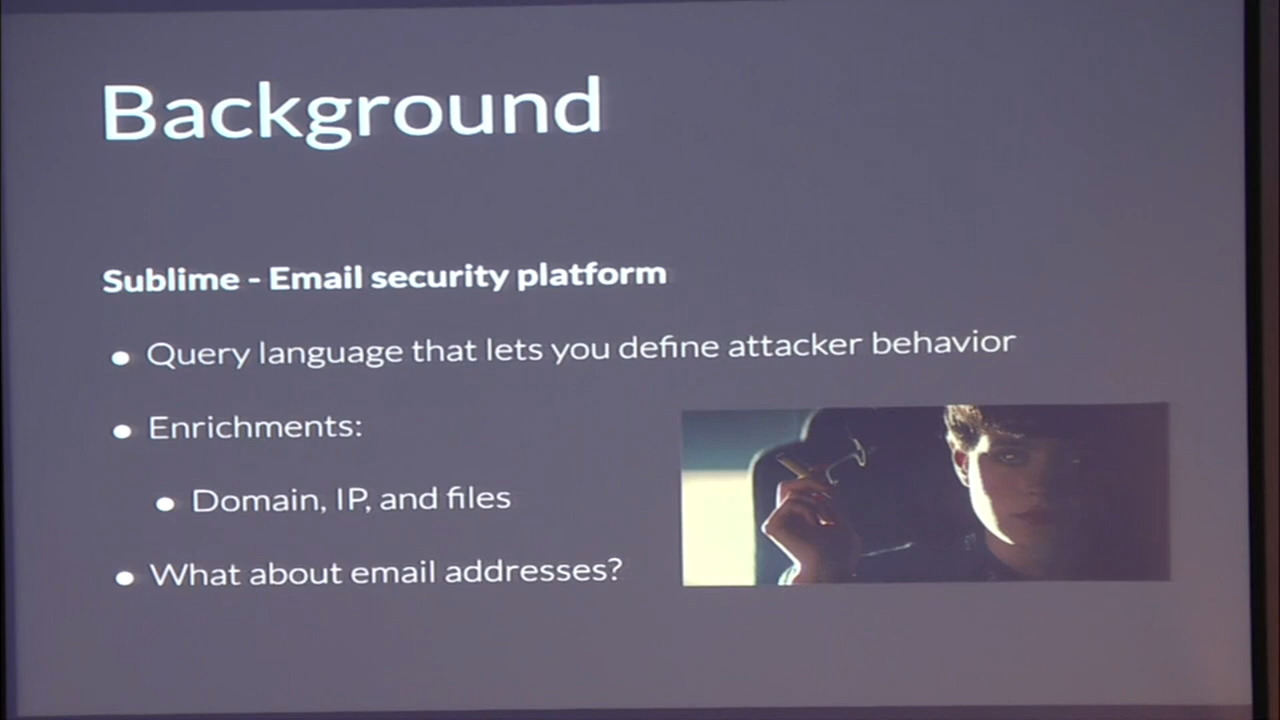 Background
Sublime - Email security platform
Query language that lets you define attacker behavior
Enrichments:
Domain, IP, and files
What about email addresses?